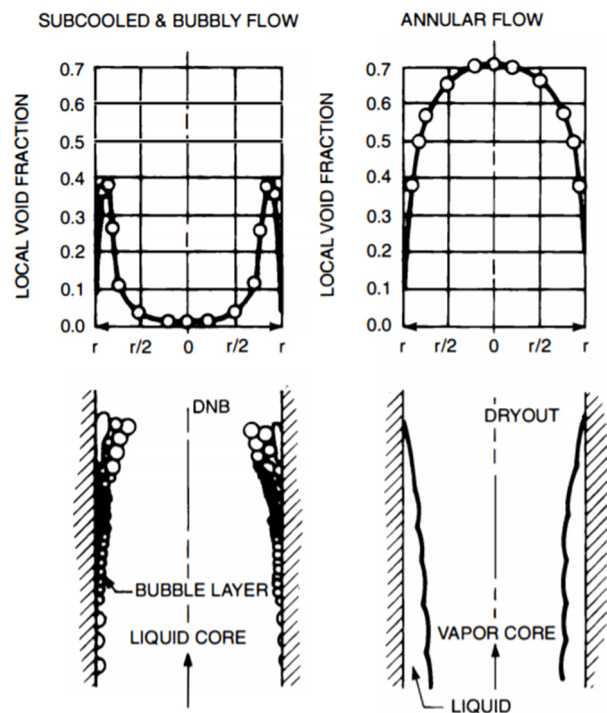 SUBCOOLED & BUBBLY FLOW
LOCAL VOID FRACTION
0.7
0.6
0.5
0.4
0.3
0.2
0.1
0.0
r r/2 0 r/2 r
ANNULAR FLOW
LOCAL VOID FRACTION
0.7
0.6
0.5
0.4
0.3
0.2
0.1
0.0
r r/2 0 r/2 r
DNB
BUBBLE LAYER
LIQUID CORE
DRYOUT
VAPOR CORE
LIQUID